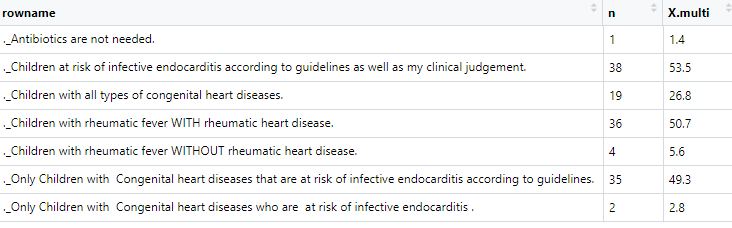 rowname n X.multi
._Antibiotics are not needed. 1 1.4
._Children at risk of infective endocarditis according to guidelines as well as my clinical judgement. 38 53.5
._Children with all types of congenital heart diseases. 19 26.8
._Children with rheumatic fever WITH rheumatic heart disease. 36 50.7
._Children with rheumatic fever WITHOUT rheumatic heart disease. 4 5.6
._Only Children with  Congenital heart diseases that are at risk of infective endocarditis according to guidelines. 35 49.3
._Only Children with  Congenital heart diseases who are  at risk of infective endocarditis . 2 2.8